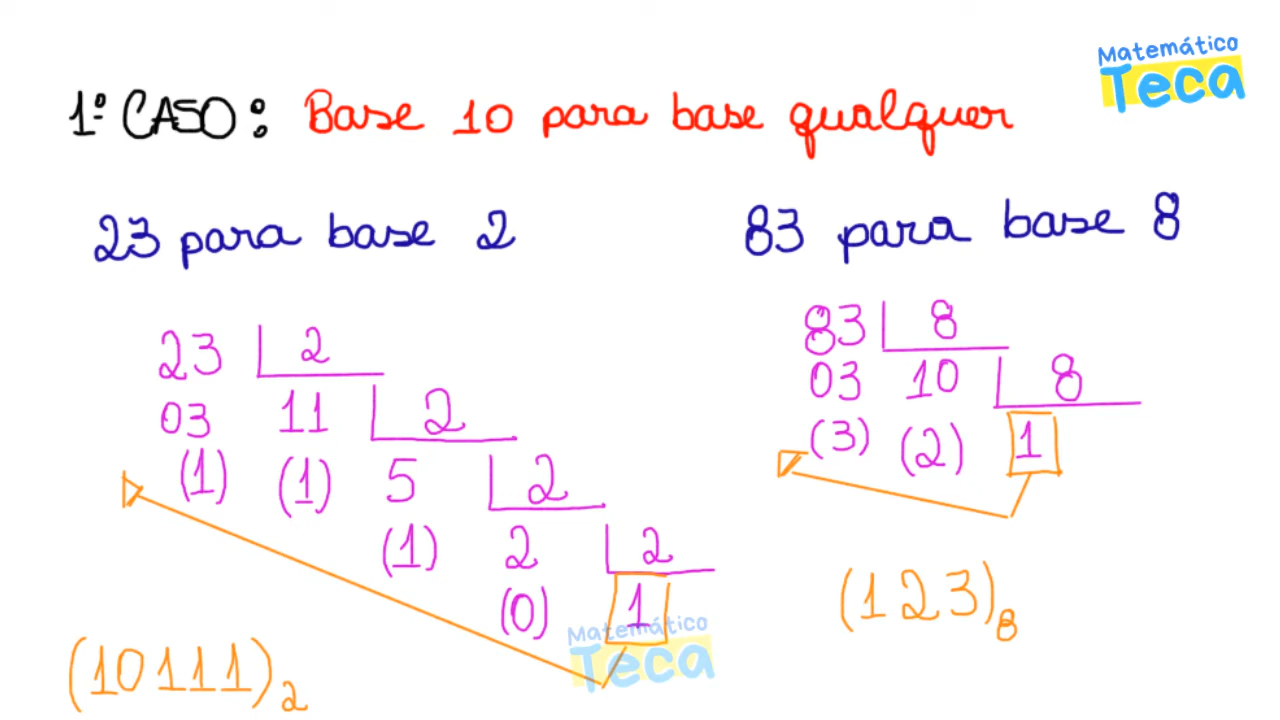 Matemático
Teca
1º CASO: Base 10 para base qualquer
23 para base 2
83 para base 8
23 2
03 11 2
(1) (1) 5 2
(1) 2 2
(0) 1
(10111)2
83 8
03 10 8
(3) (2) 1
(123)8
Matemático
Teca